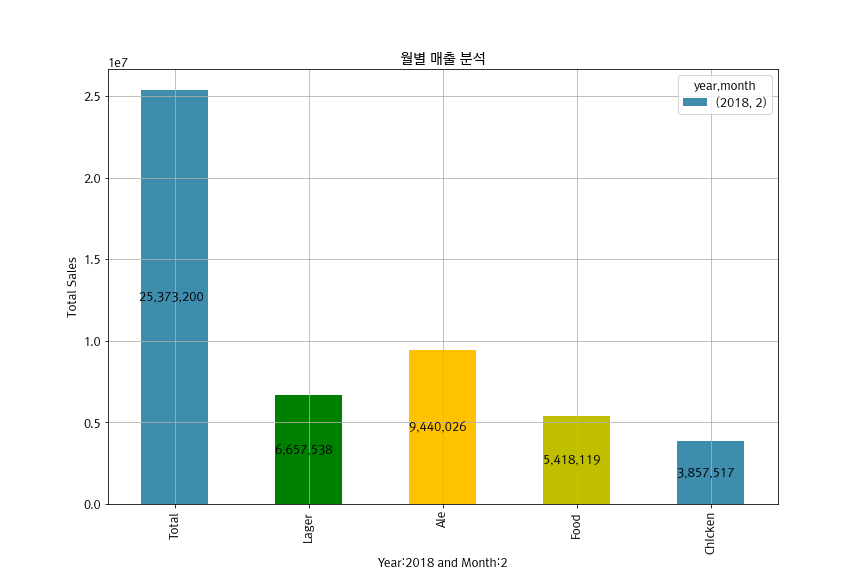 월별 매출 분석
1e7
year,month
(2018, 2)
2.5
2.0
1.5
1.0
0.5
0.0
Total Sales
25,373,200
6,657,538
9,440,026
5,418,119
3,857,517
Total
Lager
Ale
Food
Chicken
Year:2018 and Month:2